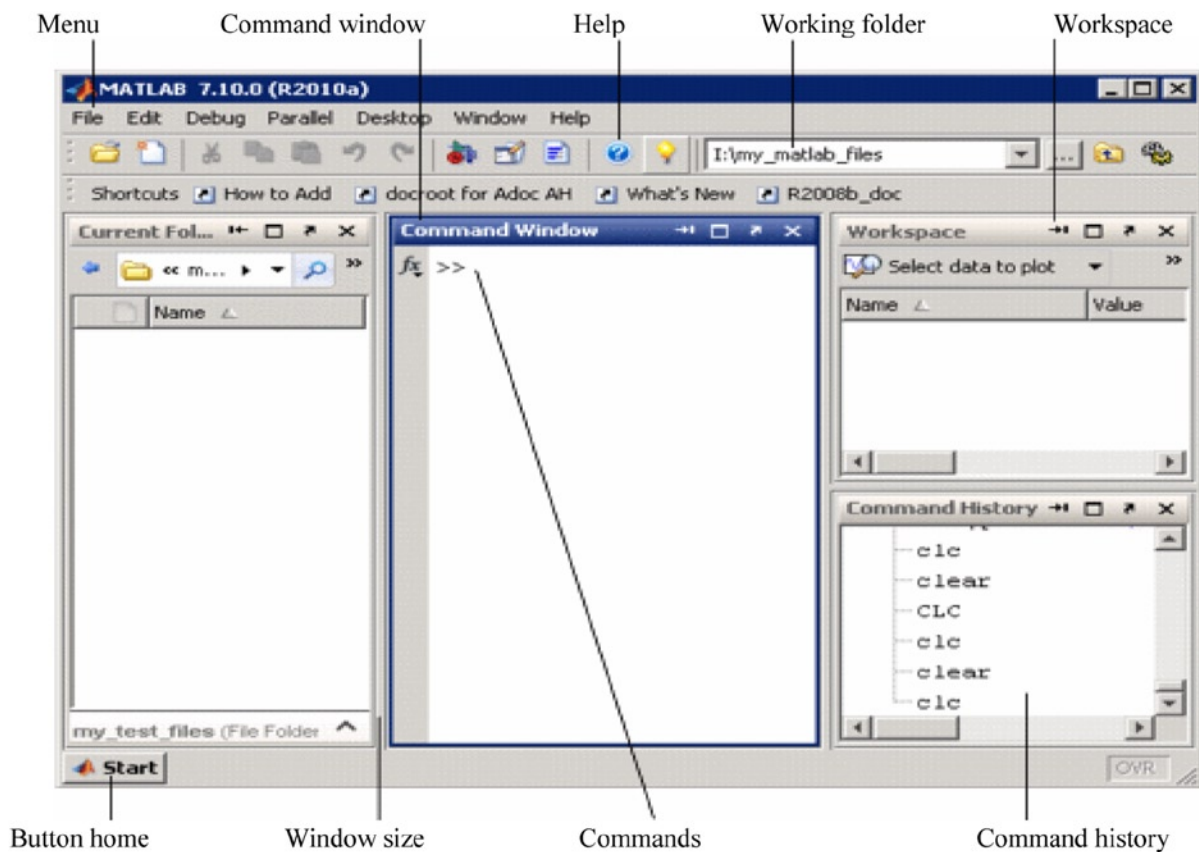 Menu Command window Help Working folder Workspace
MATLAB 7.10.0 (R2010a)
File Edit Debug Parallel Desktop Window Help
I:\my_matlab_files ...
Shortcuts How to Add docroot for Adoc AH What's New R2008b_doc
Current Fol...
« m...
Name
my_test_files (File Folder
Command Window
fx >>
Workspace
Select data to plot
Name Value
Command History
clc
clear
CLC
clc
clear
clc
Start
OVR
Button home Window size Commands Command history